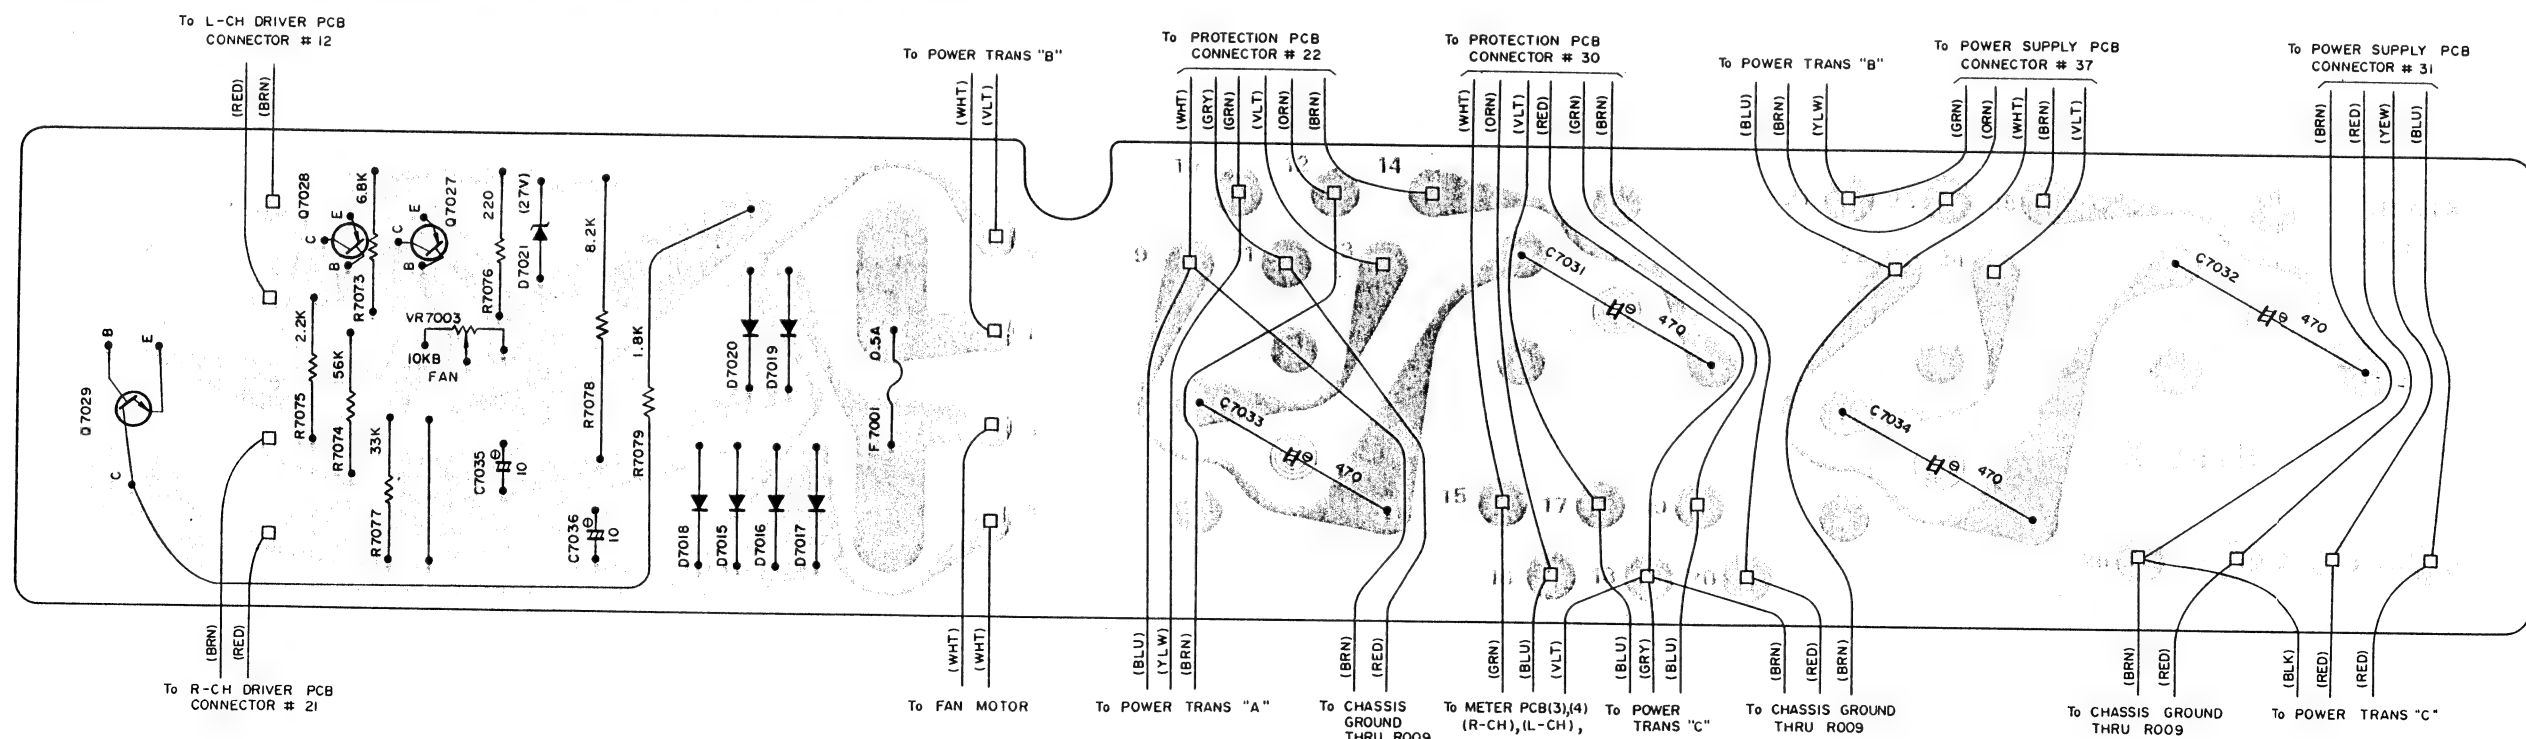 To L-CH DRIVER PCB
CONNECTOR # 12
(RED)
(BRN)
To POWER TRANS "B"
(WHT)
(VLT)
To PROTECTION PCB
CONNECTOR # 22
(WHT)
(GRY)
(GRN)
(VLT)
(ORN)
(BRN)
To PROTECTION PCB
CONNECTOR # 30
(WHT)
(ORN)
(VLT)
(RED)
(GRN)
(BRN)
To POWER TRANS "B"
(BLU)
(BRN)
(YLW)
To POWER SUPPLY PCB
CONNECTOR # 37
(GRN)
(ORN)
(WHT)
(BRN)
(VLT)
To POWER SUPPLY PCB
CONNECTOR # 31
(BRN)
(RED)
(YEW)
(BLU)
Q7028
E
C
B
6.8K
R7073
Q7027
E
C
B
220
R7076
(27V)
D7021
8.2K
R7078
1.8K
R7079
VR7003
10KB
FAN
2.2K
R7075
56K
R7074
33K
R7077
B
E
Q7029
C
C7035
⊖
10
C7036
⊖
10
D7020
D7019
D7018
D7015
D7016
D7017
0.5A
F7001
14
9
C7031
⊖
470
C7033
⊖
470
15
17
18
20
C7032
⊖
470
C7034
⊖
470
(BRN)
(RED)
To R-CH DRIVER PCB
CONNECTOR # 21
(WHT)
(WHT)
To FAN MOTOR
(BLU)
(YLW)
(BRN)
To POWER TRANS "A"
(BRN)
(RED)
To CHASSIS
GROUND
THRU R009
(GRN)
(BLU)
(VLT)
To METER PCB(3),(4)
(R-CH),(L-CH),
(BLU)
(GRY)
(BLU)
To POWER
TRANS "C"
(BRN)
(RED)
(BRN)
To CHASSIS GROUND
THRU R009
(BRN)
(RED)
To CHASSIS GROUND
THRU R009
(BLK)
(RED)
(RED)
To POWER TRANS "C"